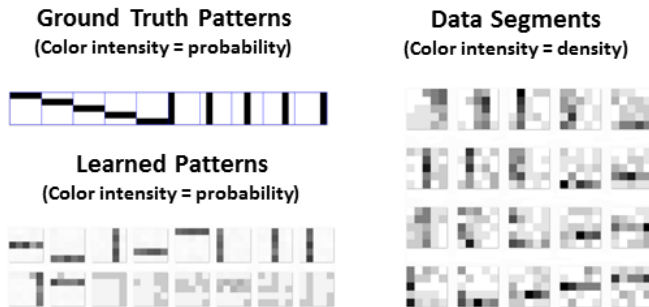 Ground Truth Patterns
(Color intensity = probability)
Learned Patterns
(Color intensity = probability)
Data Segments
(Color intensity = density)